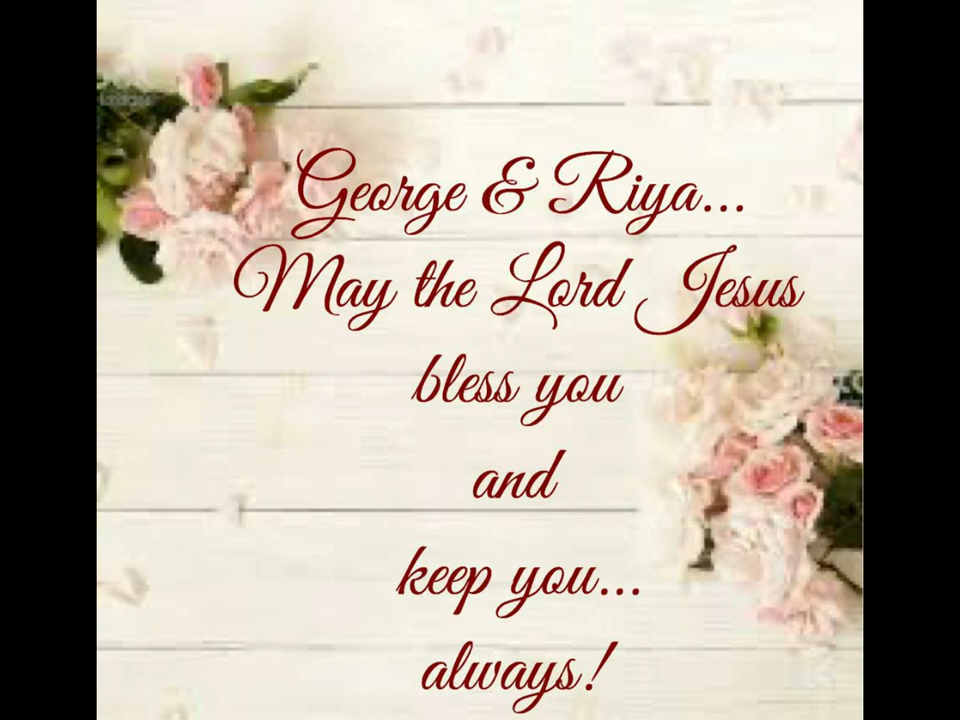 George & Riya...
May the Lord Jesus
bless you
and
keep you...
always!